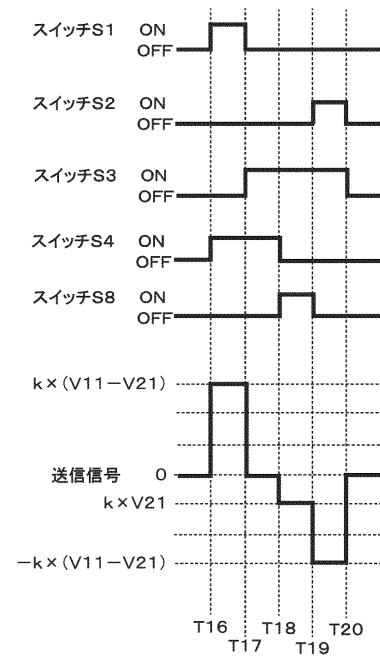 スイッチS1 ON
OFF
スイッチS2 ON
OFF
スイッチS3 ON
OFF
スイッチS4 ON
OFF
スイッチS8 ON
OFF
k×(V11−V21)
送信信号 0
k×V21
−k×(V11−V21)
T16 T18 T20
T17 T19